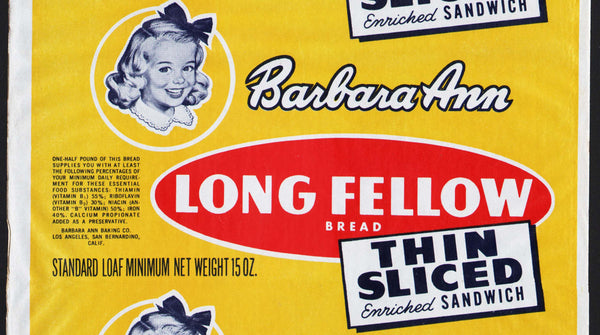 SLICED
Enriched SANDWICH
Barbara Ann
ONE-HALF POUND OF THIS BREAD
SUPPLIES YOU WITH AT LEAST
THE FOLLOWING PERCENTAGES OF
YOUR MINIMUM DAILY REQUIRE-
MENT FOR THESE ESSENTIAL
FOOD SUBSTANCES: THIAMIN
(VITAMIN B₁) 55%; RIBOFLAVIN
(VITAMIN B₂) 30%; NIACIN (AN-
OTHER "B" VITAMIN) 50%; IRON
40%. CALCIUM PROPIONATE
ADDED AS A PRESERVATIVE.
BARBARA ANN BAKING CO.
LOS ANGELES, SAN BERNARDINO,
CALIF.
LONG FELLOW
BREAD
STANDARD LOAF MINIMUM NET WEIGHT 15 OZ.
THIN
SLICED
Enriched SANDWICH